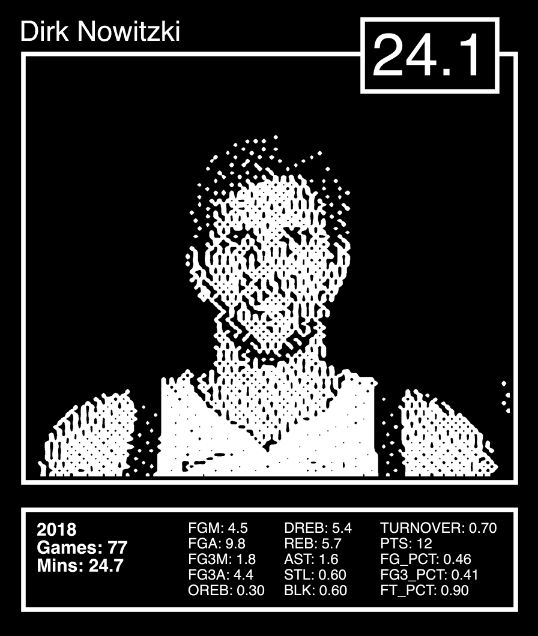 Dirk Nowitzki
24.1
2018
Games: 77
Mins: 24.7
FGM: 4.5
FGA: 9.8
FG3M: 1.8
FG3A: 4.4
OREB: 0.30
DREB: 5.4
REB: 5.7
AST: 1.6
STL: 0.60
BLK: 0.60
TURNOVER: 0.70
PTS: 12
FG_PCT: 0.46
FG3_PCT: 0.41
FT_PCT: 0.90